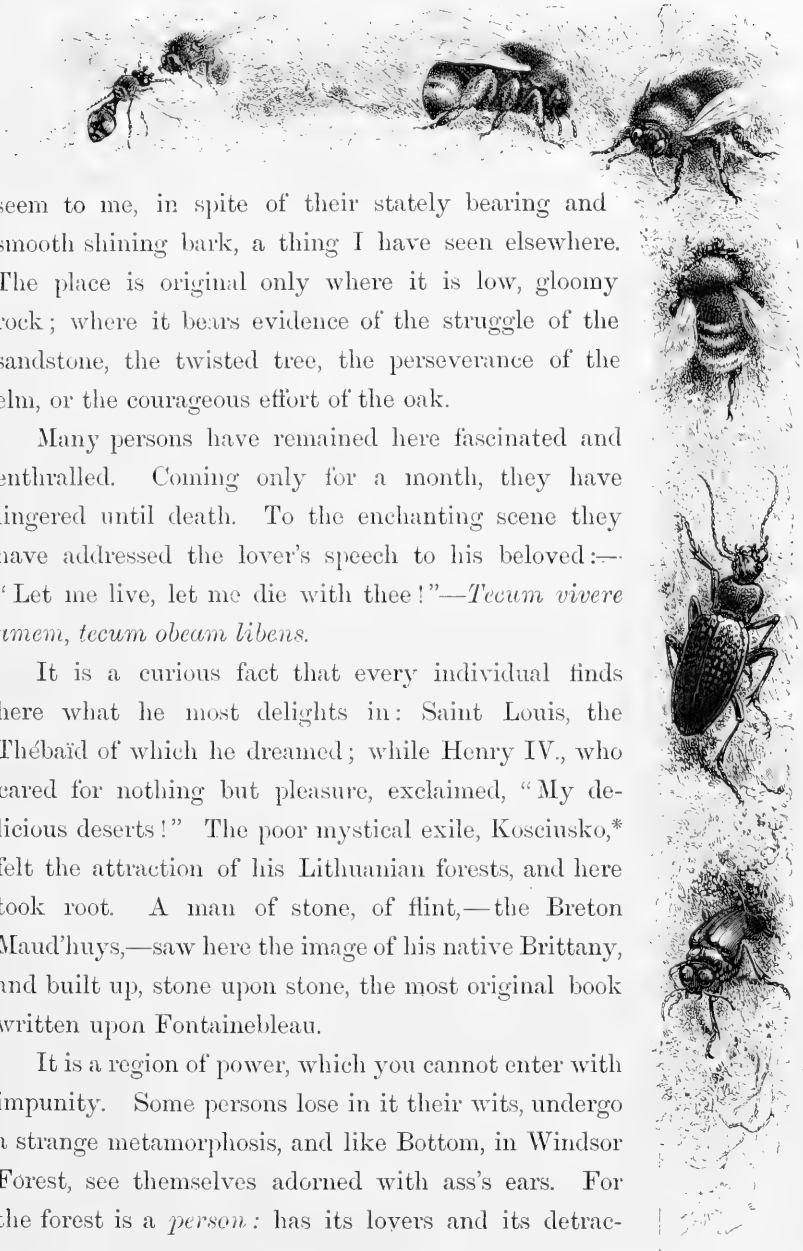 seem to me, in spite of their stately bearing and
smooth shining bark, a thing I have seen elsewhere.
The place is original only where it is low, gloomy
rock; where it bears evidence of the struggle of the
sandstone, the twisted tree, the perseverance of the
elm, or the courageous effort of the oak.
Many persons have remained here fascinated and
enthralled. Coming only for a month, they have
lingered until death. To the enchanting scene they
have addressed the lover's speech to his beloved:—
"Let me live, let me die with thee!"—Tecum vivere
amem, tecum obeam libens.
It is a curious fact that every individual finds
here what he most delights in: Saint Louis, the
Thébaïd of which he dreamed; while Henry IV., who
cared for nothing but pleasure, exclaimed, "My de-
licious deserts!" The poor mystical exile, Kosciusko,*
felt the attraction of his Lithuanian forests, and here
took root. A man of stone, of flint,—the Breton
Maud'huys,—saw here the image of his native Brittany,
and built up, stone upon stone, the most original book
written upon Fontainebleau.
It is a region of power, which you cannot enter with
impunity. Some persons lose in it their wits, undergo
a strange metamorphosis, and like Bottom, in Windsor
Forest, see themselves adorned with ass's ears. For
the forest is a person: has its lovers and its detrac-